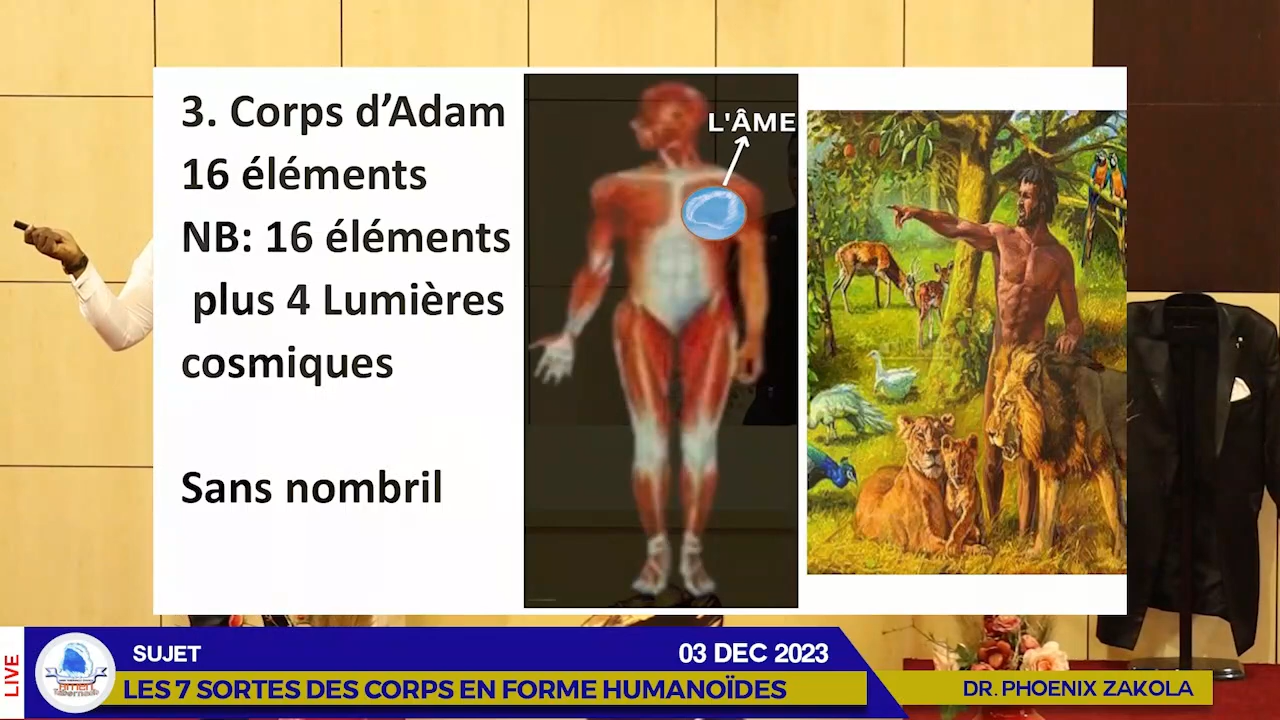 3. Corps d’Adam
16 éléments
NB: 16 éléments
plus 4 Lumières
cosmiques
Sans nombril
L'ÂME
LIVE
SUJET
03 DEC 2023
LES 7 SORTES DES CORPS EN FORME HUMANOÏDES
DR. PHOENIX ZAKOLA